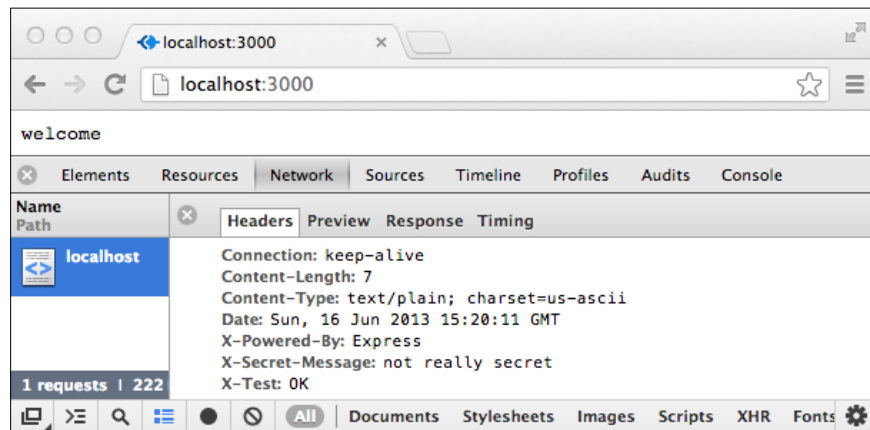 localhost:3000
localhost:3000
welcome
Elements Resources Network Sources Timeline Profiles Audits Console
Name
Path
Headers Preview Response Timing
localhost
Connection: keep-alive
Content-Length: 7
Content-Type: text/plain; charset=us-ascii
Date: Sun, 16 Jun 2013 15:20:11 GMT
X-Powered-By: Express
X-Secret-Message: not really secret
X-Test: OK
1 requests | 222
All Documents Stylesheets Images Scripts XHR Fonts